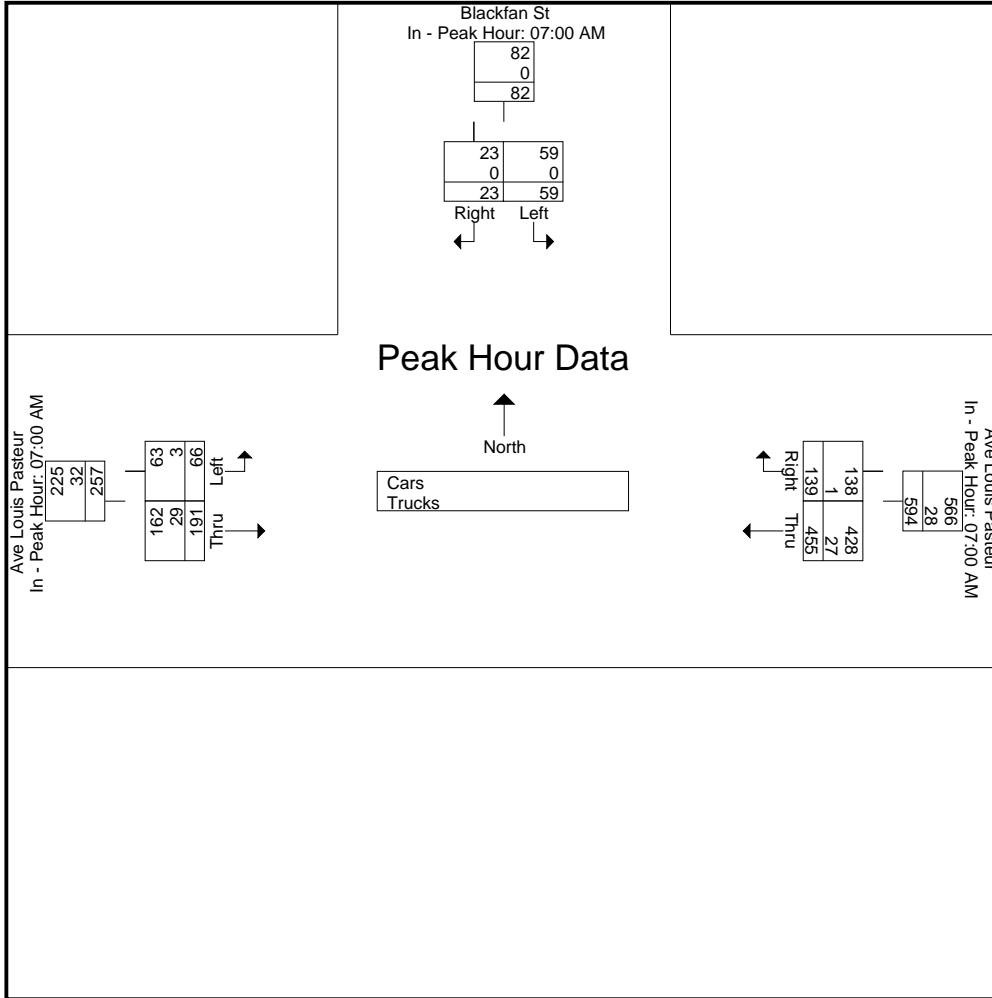 Blackfan St
In - Peak Hour: 07:00 AM
82
0
82
23 59
0 0
23 59
Right Left
Peak Hour Data
North
Cars
Trucks
Ave Louis Pasteur
In - Peak Hour: 07:00 AM
225
32
257
63 162
3 29
66 191
Left Thru
Ave Louis Pasteur
In - Peak Hour: 07:00 AM
566
28
594
138 428
1 27
139 455
Right Thru